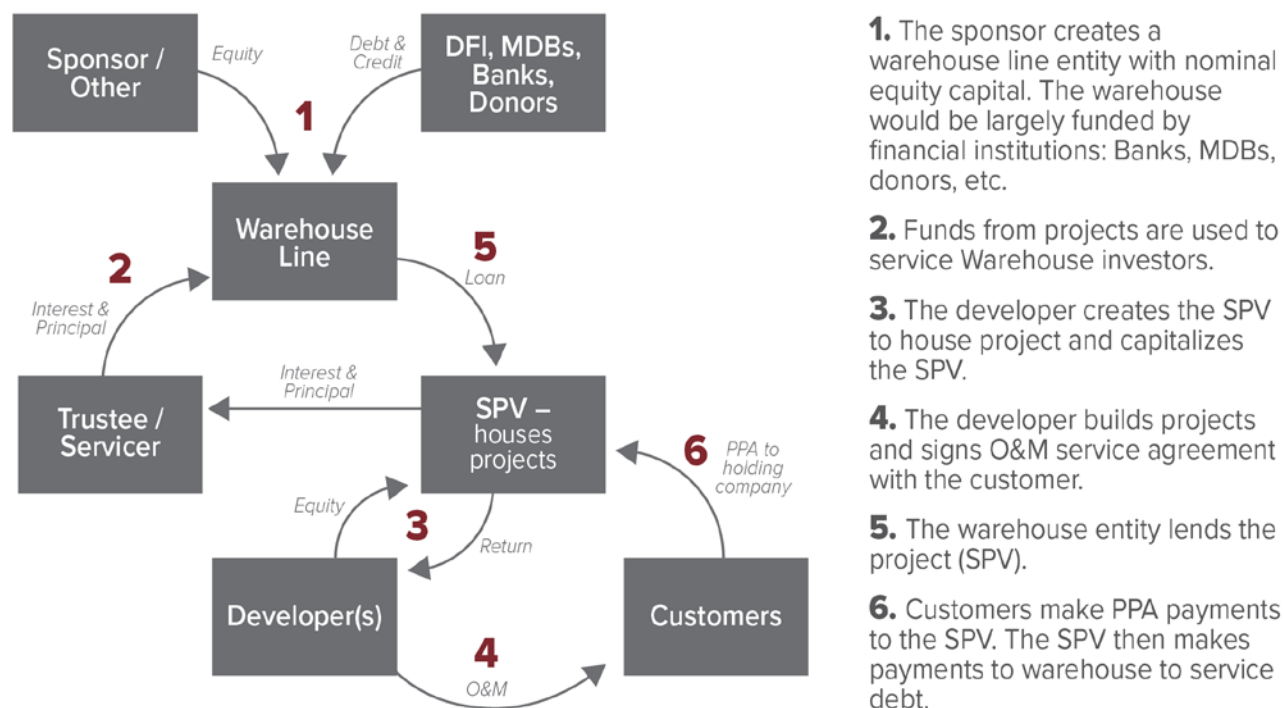 Sponsor /
Other
Equity
Debt &
Credit
DFI, MDBs,
Banks,
Donors
1
Warehouse
Line
2
Interest &
Principal
5
Loan
Trustee /
Servicer
Interest &
Principal
SPV –
houses
projects
6
PPA to
holding
company
Equity
3
Return
Developer(s)
Customers
4
O&M
1. The sponsor creates a
warehouse line entity with nominal
equity capital. The warehouse
would be largely funded by
financial institutions: Banks, MDBs,
donors, etc.
2. Funds from projects are used to
service Warehouse investors.
3. The developer creates the SPV
to house project and capitalizes
the SPV.
4. The developer builds projects
and signs O&M service agreement
with the customer.
5. The warehouse entity lends the
project (SPV).
6. Customers make PPA payments
to the SPV. The SPV then makes
payments to warehouse to service
debt.